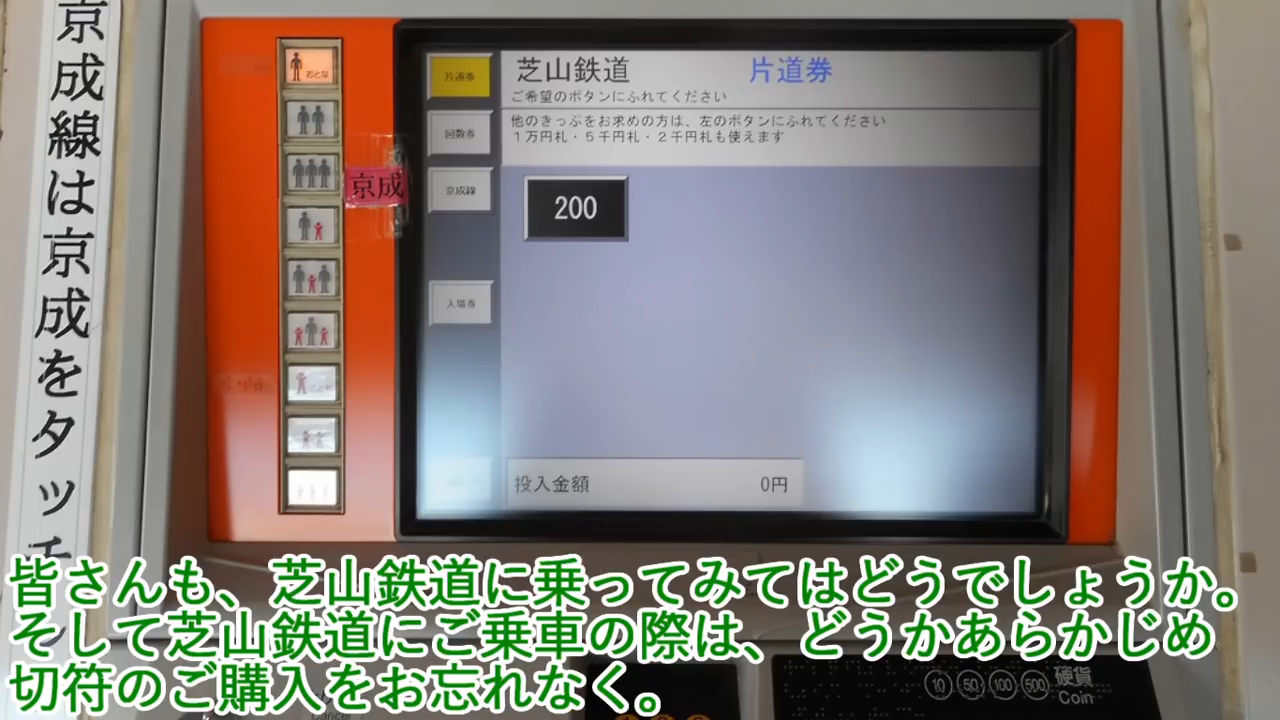 京成線は京成をタッチ
おとな
京成
片道券
回数券
京成線
入場券
芝山鉄道
片道券
ご希望のボタンにふれてください
他のきっぷをお求めの方は、左のボタンにふれてください
1万円札・5千円札・2千円札も使えます
200
投入金額
0円
皆さんも、芝山鉄道に乗ってみてはどうでしょうか。
そして芝山鉄道にご乗車の際は、どうかあらかじめ
切符のご購入をお忘れなく。
10 50 100 500 硬貨
Coin